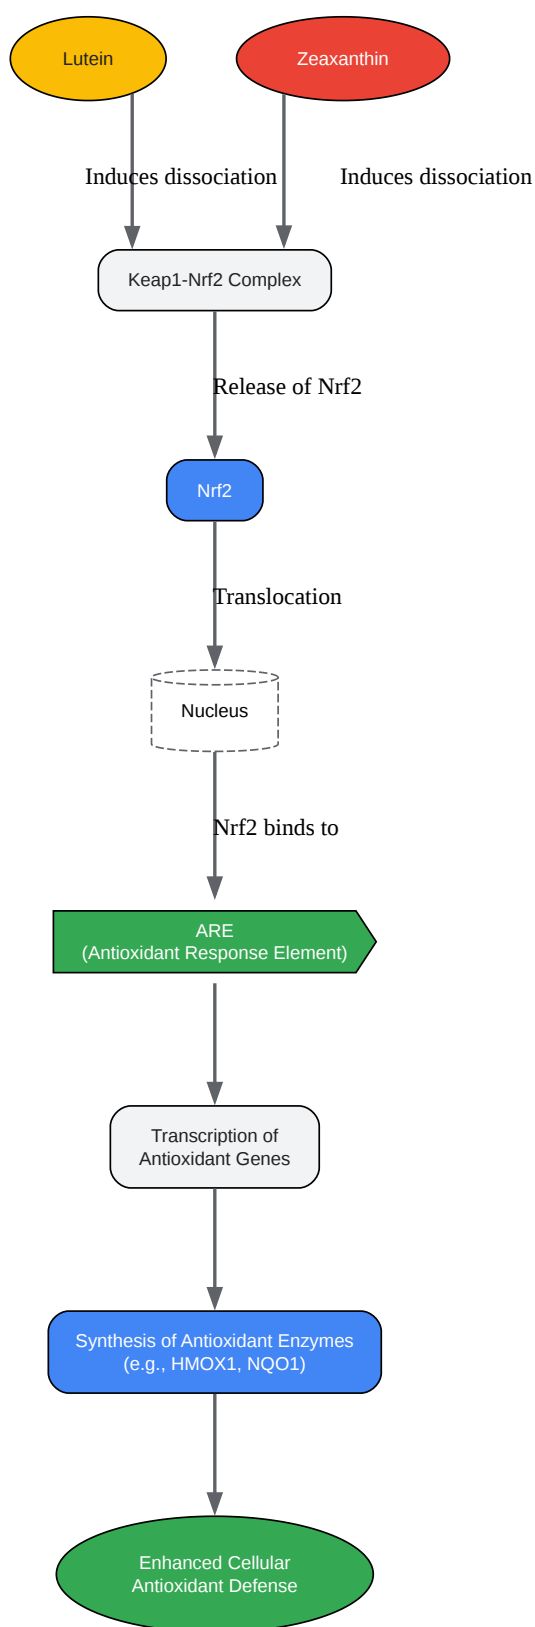 Lutein
Zeaxanthin
Induces dissociation
Induces dissociation
Keap1-Nrf2 Complex
Release of Nrf2
Nrf2
Translocation
Nucleus
Nrf2 binds to
ARE
(Antioxidant Response Element)
Transcription of
Antioxidant Genes
Synthesis of Antioxidant Enzymes
(e.g., HMOX1, NQO1)
Enhanced Cellular
Antioxidant Defense